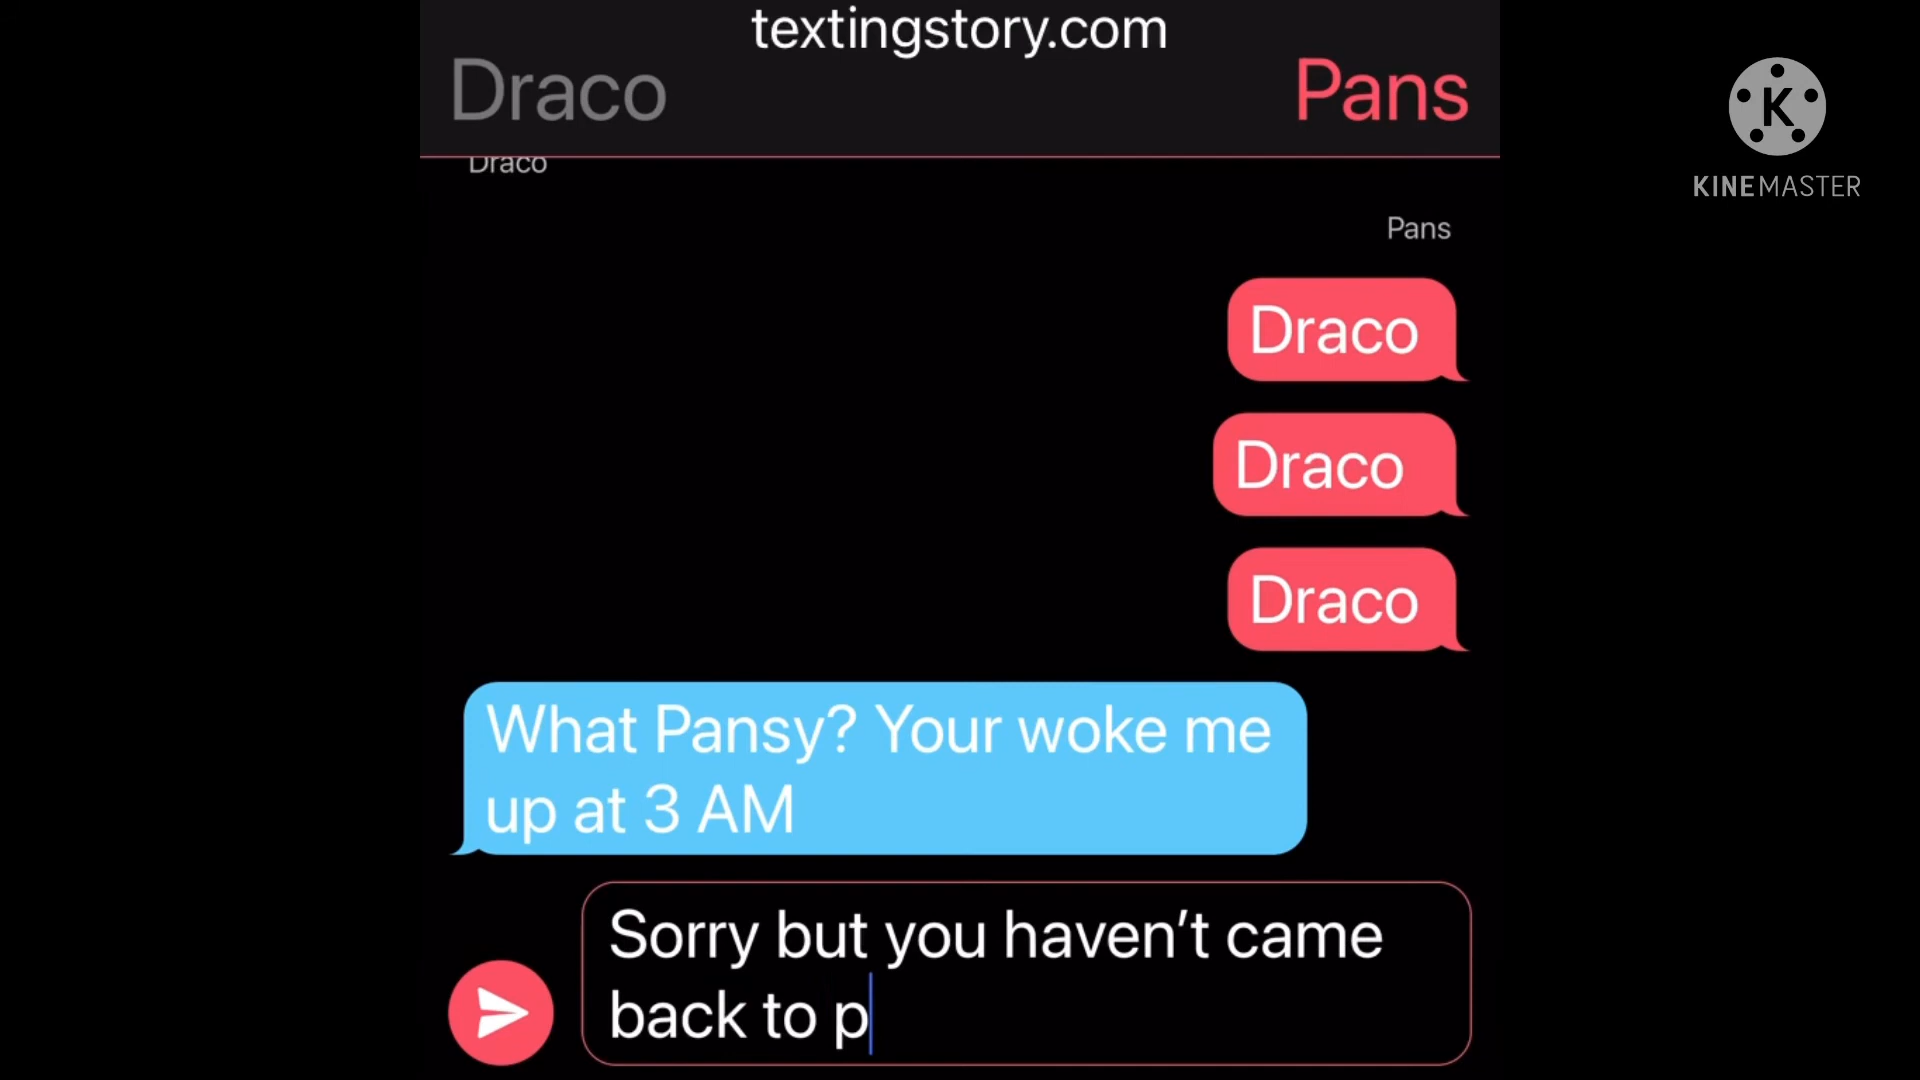 textingstory.com
Draco
Pans
K
KINEMASTER
Draco
Pans
Draco
Draco
Draco
What Pansy? Your woke me
up at 3 AM
Sorry but you haven’t came
back to p